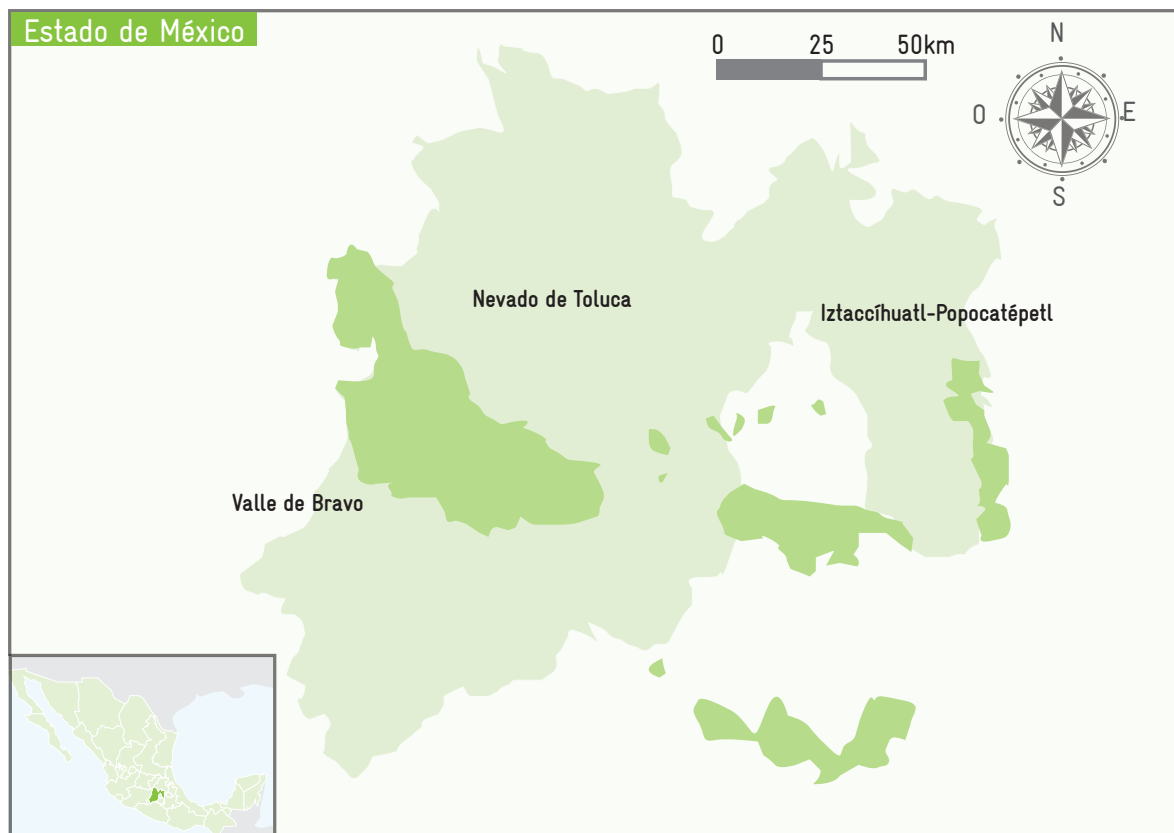 Estado de México
0 25 50km
N
O
E
S
Nevado de Toluca
Iztaccíhuatl-Popocatépetl
Valle de Bravo